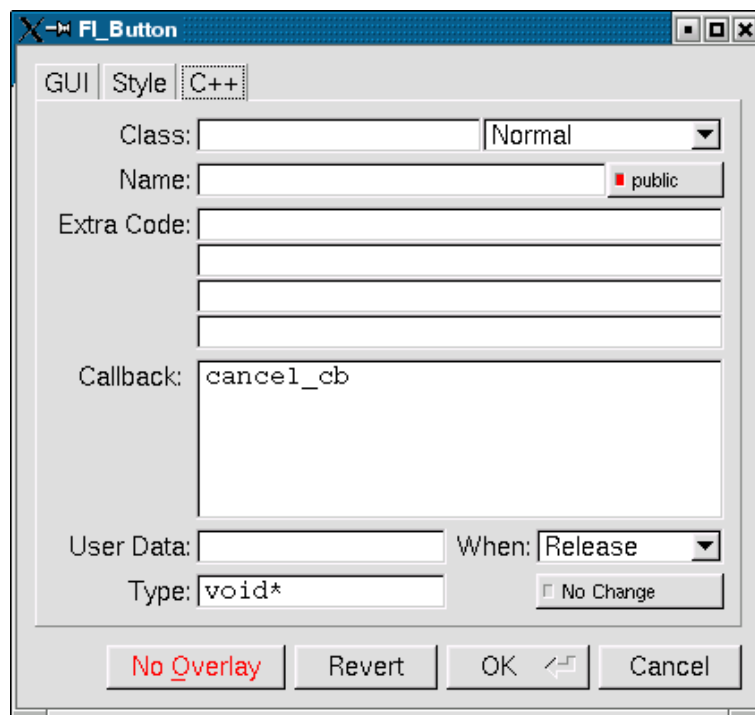 Fl_Button
GUI Style C++
Class: Normal
Name: public
Extra Code:
Callback: cancel_cb
User Data: When: Release
Type: void* No Change
No Overlay Revert OK Cancel